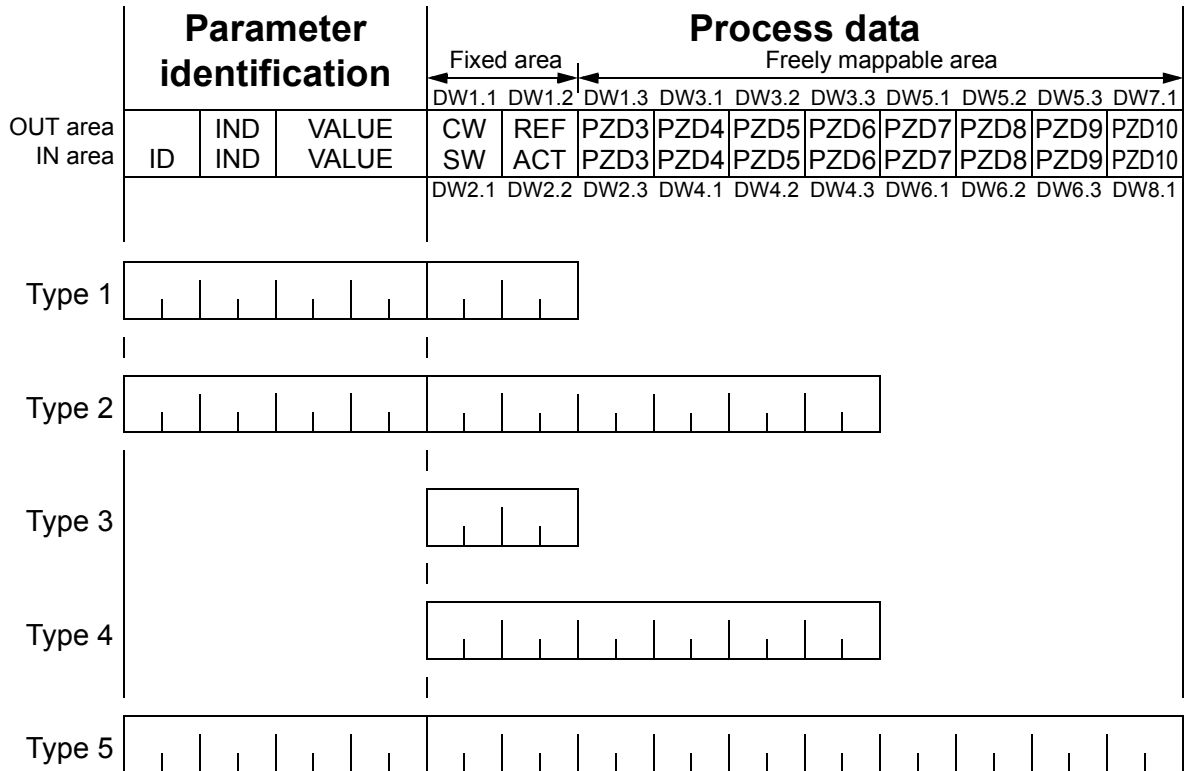 Parameter identification
Process data
Fixed area
Freely mappable area
DW1.1 DW1.2 DW1.3 DW3.1 DW3.2 DW3.3 DW5.1 DW5.2 DW5.3 DW7.1
OUT area IND VALUE CW REF PZD3 PZD4 PZD5 PZD6 PZD7 PZD8 PZD9 PZD10
IN area ID IND VALUE SW ACT PZD3 PZD4 PZD5 PZD6 PZD7 PZD8 PZD9 PZD10
DW2.1 DW2.2 DW2.3 DW4.1 DW4.2 DW4.3 DW6.1 DW6.2 DW6.3 DW8.1
Type 1
Type 2
Type 3
Type 4
Type 5